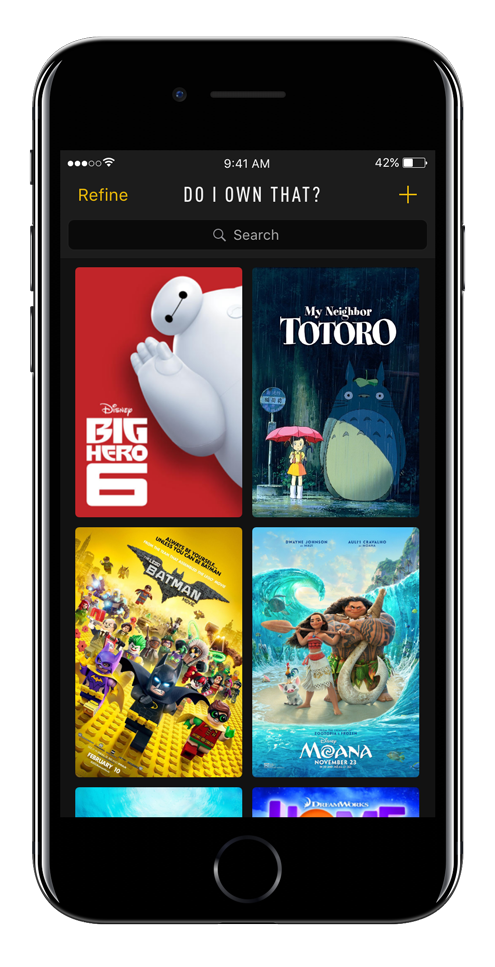 9:41 AM
42%
Refine
DO I OWN THAT?
Search
Disney
BIG
HERO
6
My Neighbor
TOTORO
ALWAYS BE YOURSELF...
UNLESS YOU CAN BE BATMAN
THE LEGO
BATMAN
MOVIE
FEBRUARY 10
DWAYNE JOHNSON
AULI'I CRAVALHO
AS MOANA
Disney
MOANA
NOVEMBER 23
DREAMWORKS
HOME